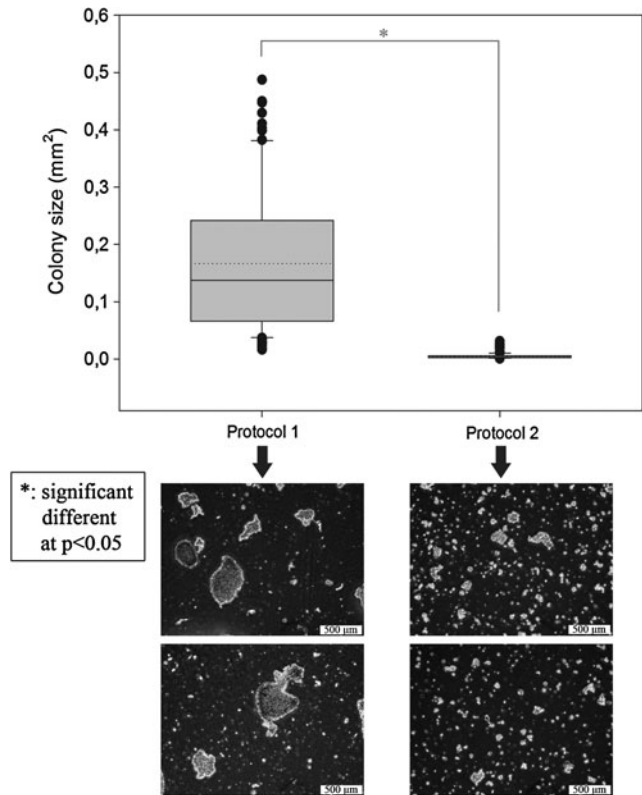 0,6
*
0,5
0,4
0,3
0,2
0,1
0,0
Colony size (mm²)
Protocol 1
Protocol 2
*: significant
different
at p<0.05
500 µm
500 µm
500 µm
500 µm